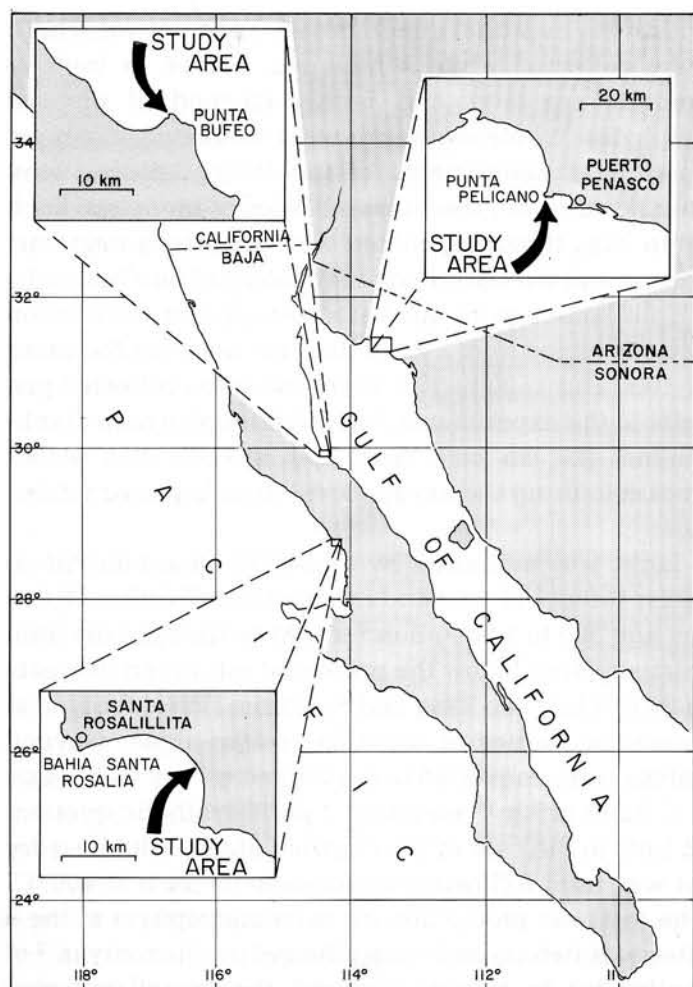 STUDY
AREA
PUNTA
BUFEO
10 km
20 km
PUNTA
PELICANO
PUERTO
PENASCO
STUDY
AREA
CALIFORNIA
BAJA
ARIZONA
SONORA
34°
32°
30°
28°
26°
24°
PACIFIC
GULF OF CALIFORNIA
SANTA
ROSALILLITA
BAHIA SANTA
ROSALIA
10 km
STUDY
AREA
118°
116°
114°
112°
110°